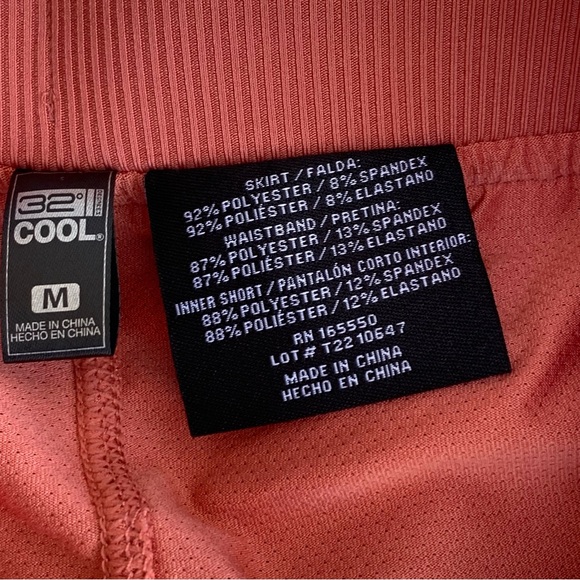 32°
COOL®
M
MADE IN CHINA
HECHO EN CHINA
SKIRT / FALDA:
92% POLYESTER / 8% SPANDEX
92% POLIÉSTER / 8% ELASTANO
WAISTBAND / PRETINA:
87% POLYESTER / 13% SPANDEX
87% POLIÉSTER / 13% ELASTANO
INNER SHORT / PANTALÓN CORTO INTERIOR:
88% POLYESTER / 12% SPANDEX
88% POLIÉSTER / 12% ELASTANO
RN 165550
LOT # T22 10647
MADE IN CHINA
HECHO EN CHINA